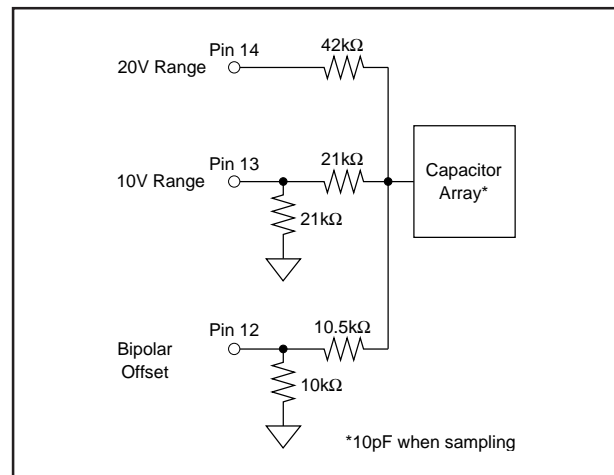 Pin 14
42kΩ
20V Range
Pin 13
21kΩ
10V Range
Capacitor
Array*
21kΩ
Pin 12
10.5kΩ
Bipolar
Offset
10kΩ
*10pF when sampling